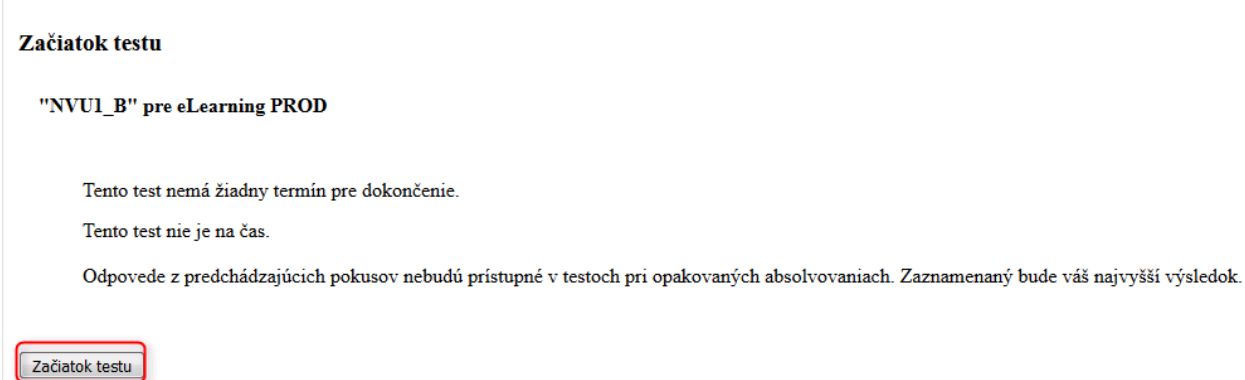 Začiatok testu
"NVU1_B" pre eLearning PROD
Tento test nemá žiadny termín pre dokončenie.
Tento test nie je na čas.
Odpovede z predchádzajúcich pokusov nebudú prístupné v testoch pri opakovaných absolvovaniach. Zaznamenaný bude váš najvyšší výsledok.
Začiatok testu